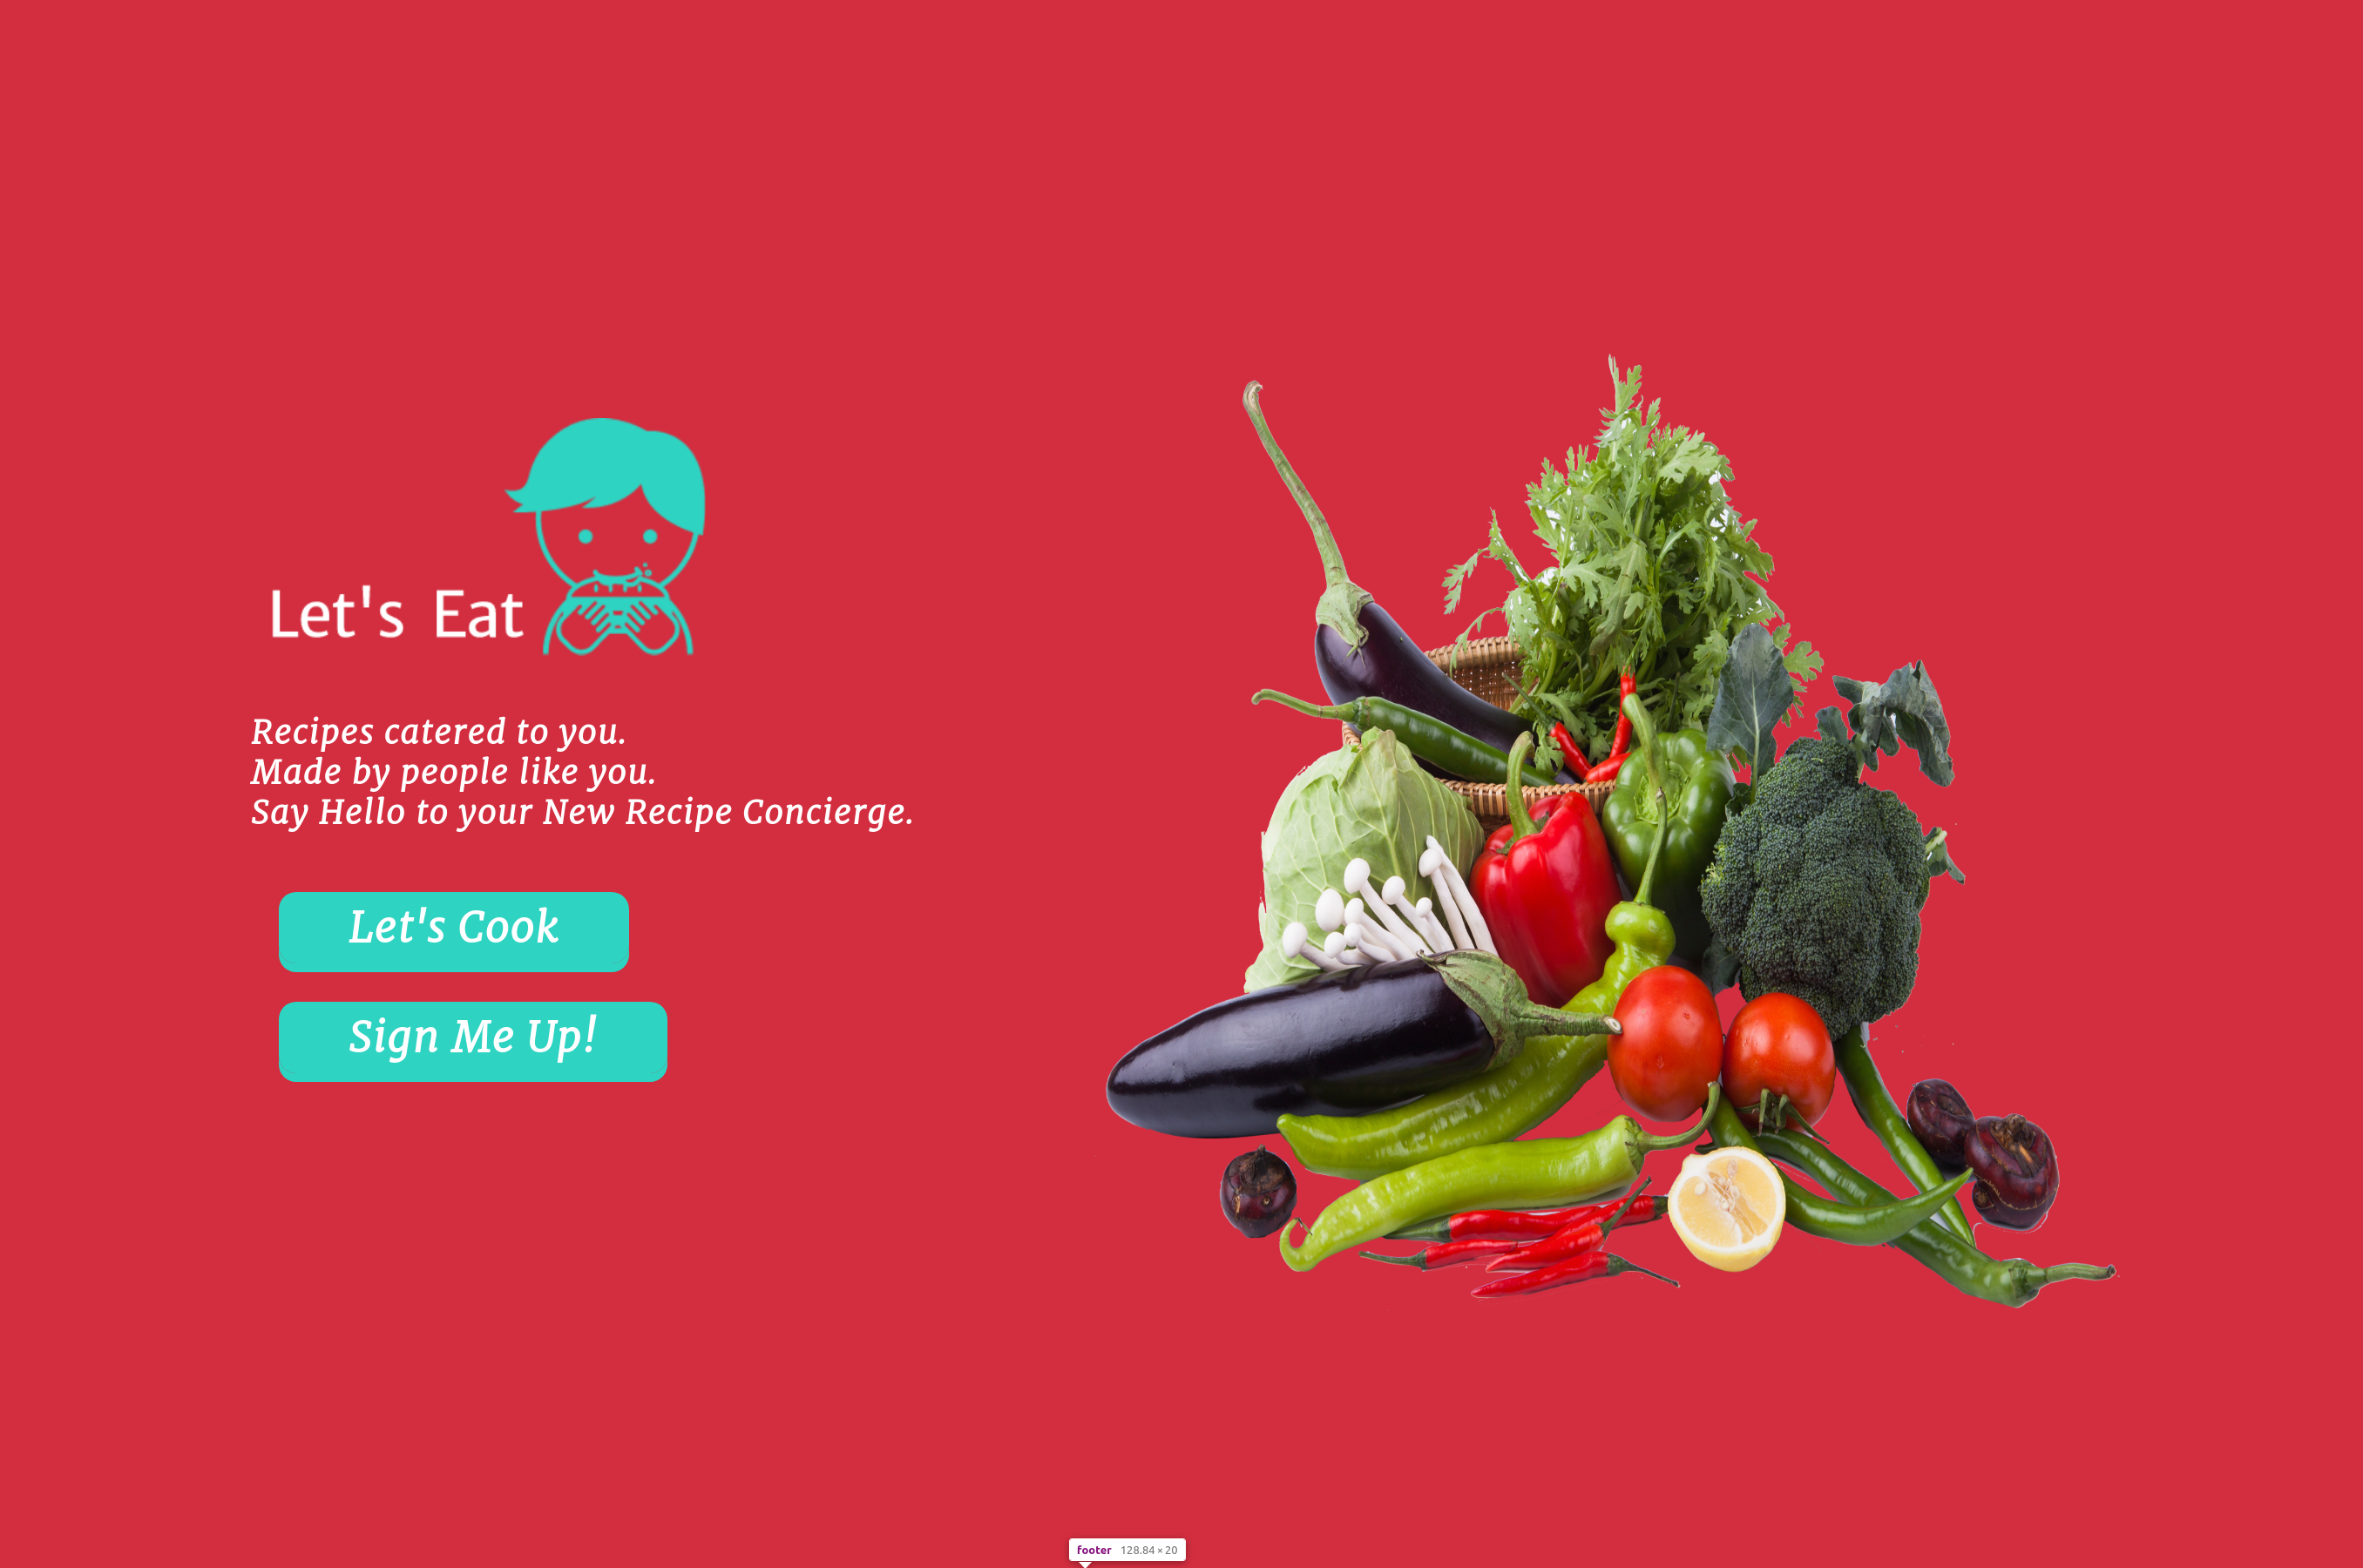 Let's Eat
Recipes catered to you.
Made by people like you.
Say Hello to your New Recipe Concierge.
Let's Cook
Sign Me Up!
footer 128.84 × 20